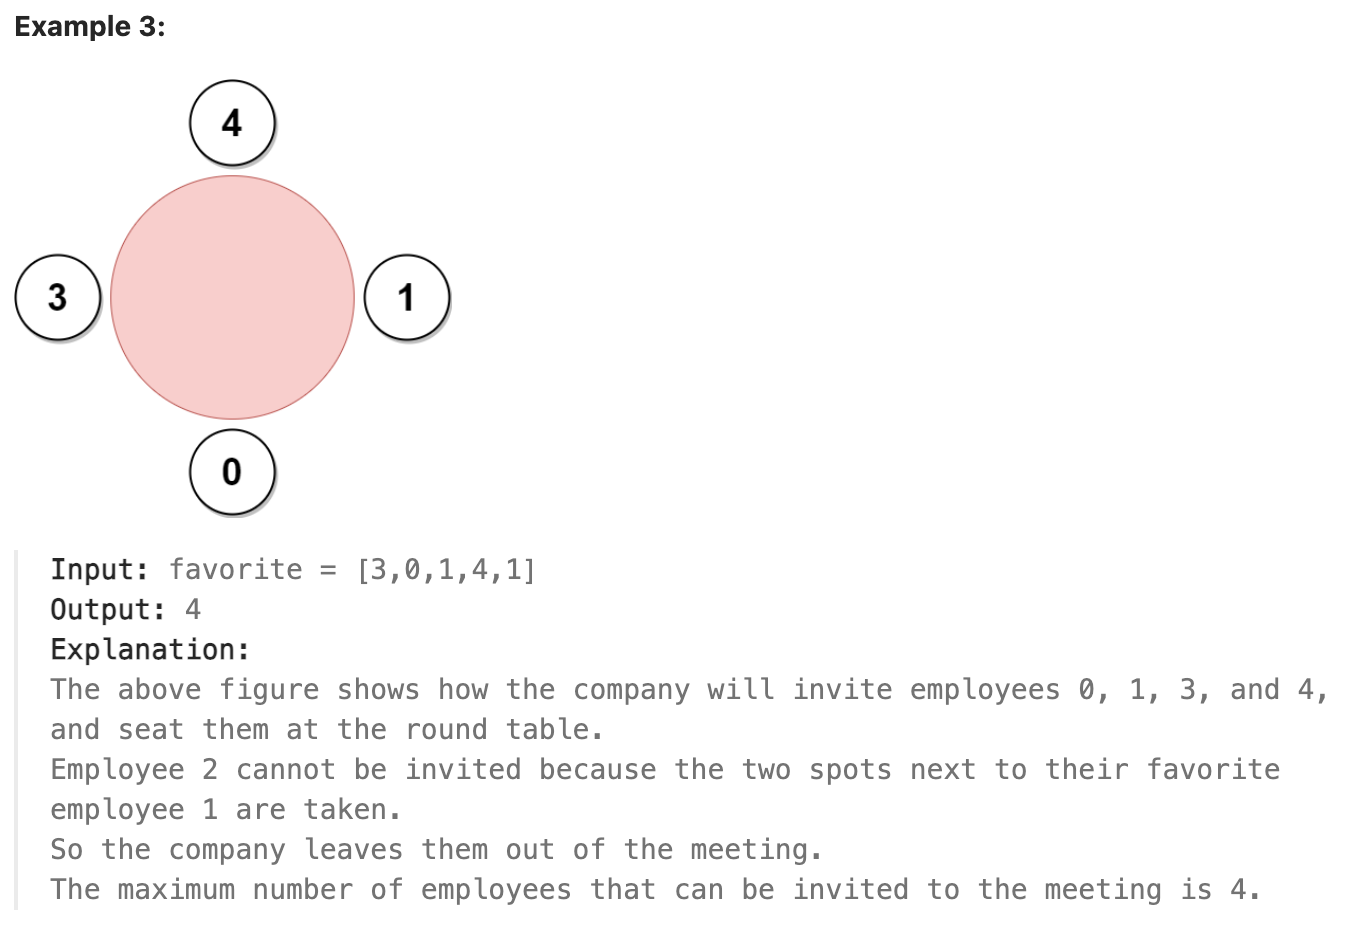 Example 3:
4
3
1
0
Input: favorite = [3,0,1,4,1]
Output: 4
Explanation:
The above figure shows how the company will invite employees 0, 1, 3, and 4,
and seat them at the round table.
Employee 2 cannot be invited because the two spots next to their favorite
employee 1 are taken.
So the company leaves them out of the meeting.
The maximum number of employees that can be invited to the meeting is 4.